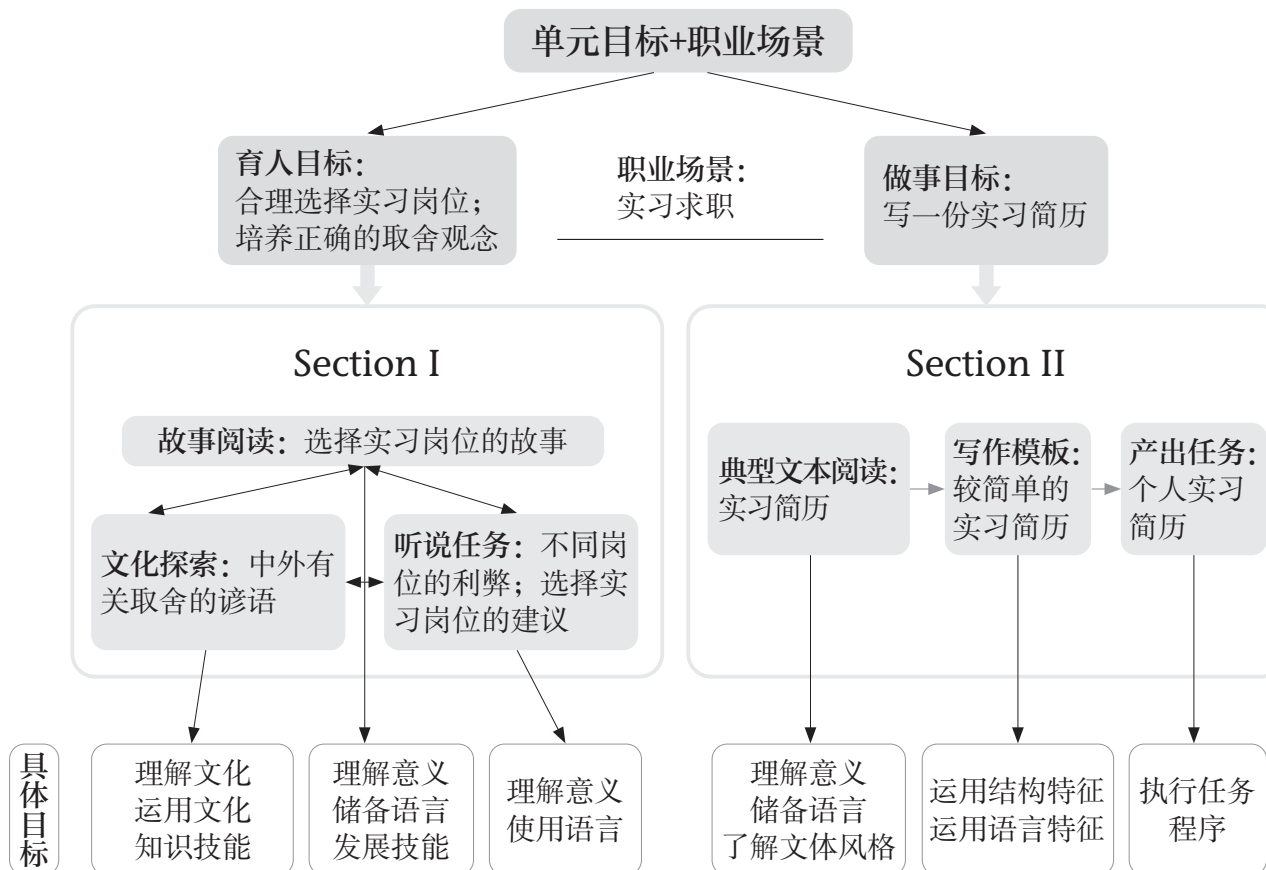 单元目标+职业场景
育人目标：
合理选择实习岗位；
培养正确的取舍观念
职业场景：
实习求职
做事目标：
写一份实习简历
Section I
故事阅读：选择实习岗位的故事
文化探索：中外有
关取舍的谚语
听说任务：不同岗
位的利弊；选择实
习岗位的建议
Section II
典型文本阅读：
实习简历
写作模板：
较简单的
实习简历
产出任务：
个人实习
简历
具体目标
理解文化
运用文化
知识技能
理解意义
储备语言
发展技能
理解意义
使用语言
理解意义
储备语言
了解文体风格
运用结构特征
运用语言特征
执行任务
程序